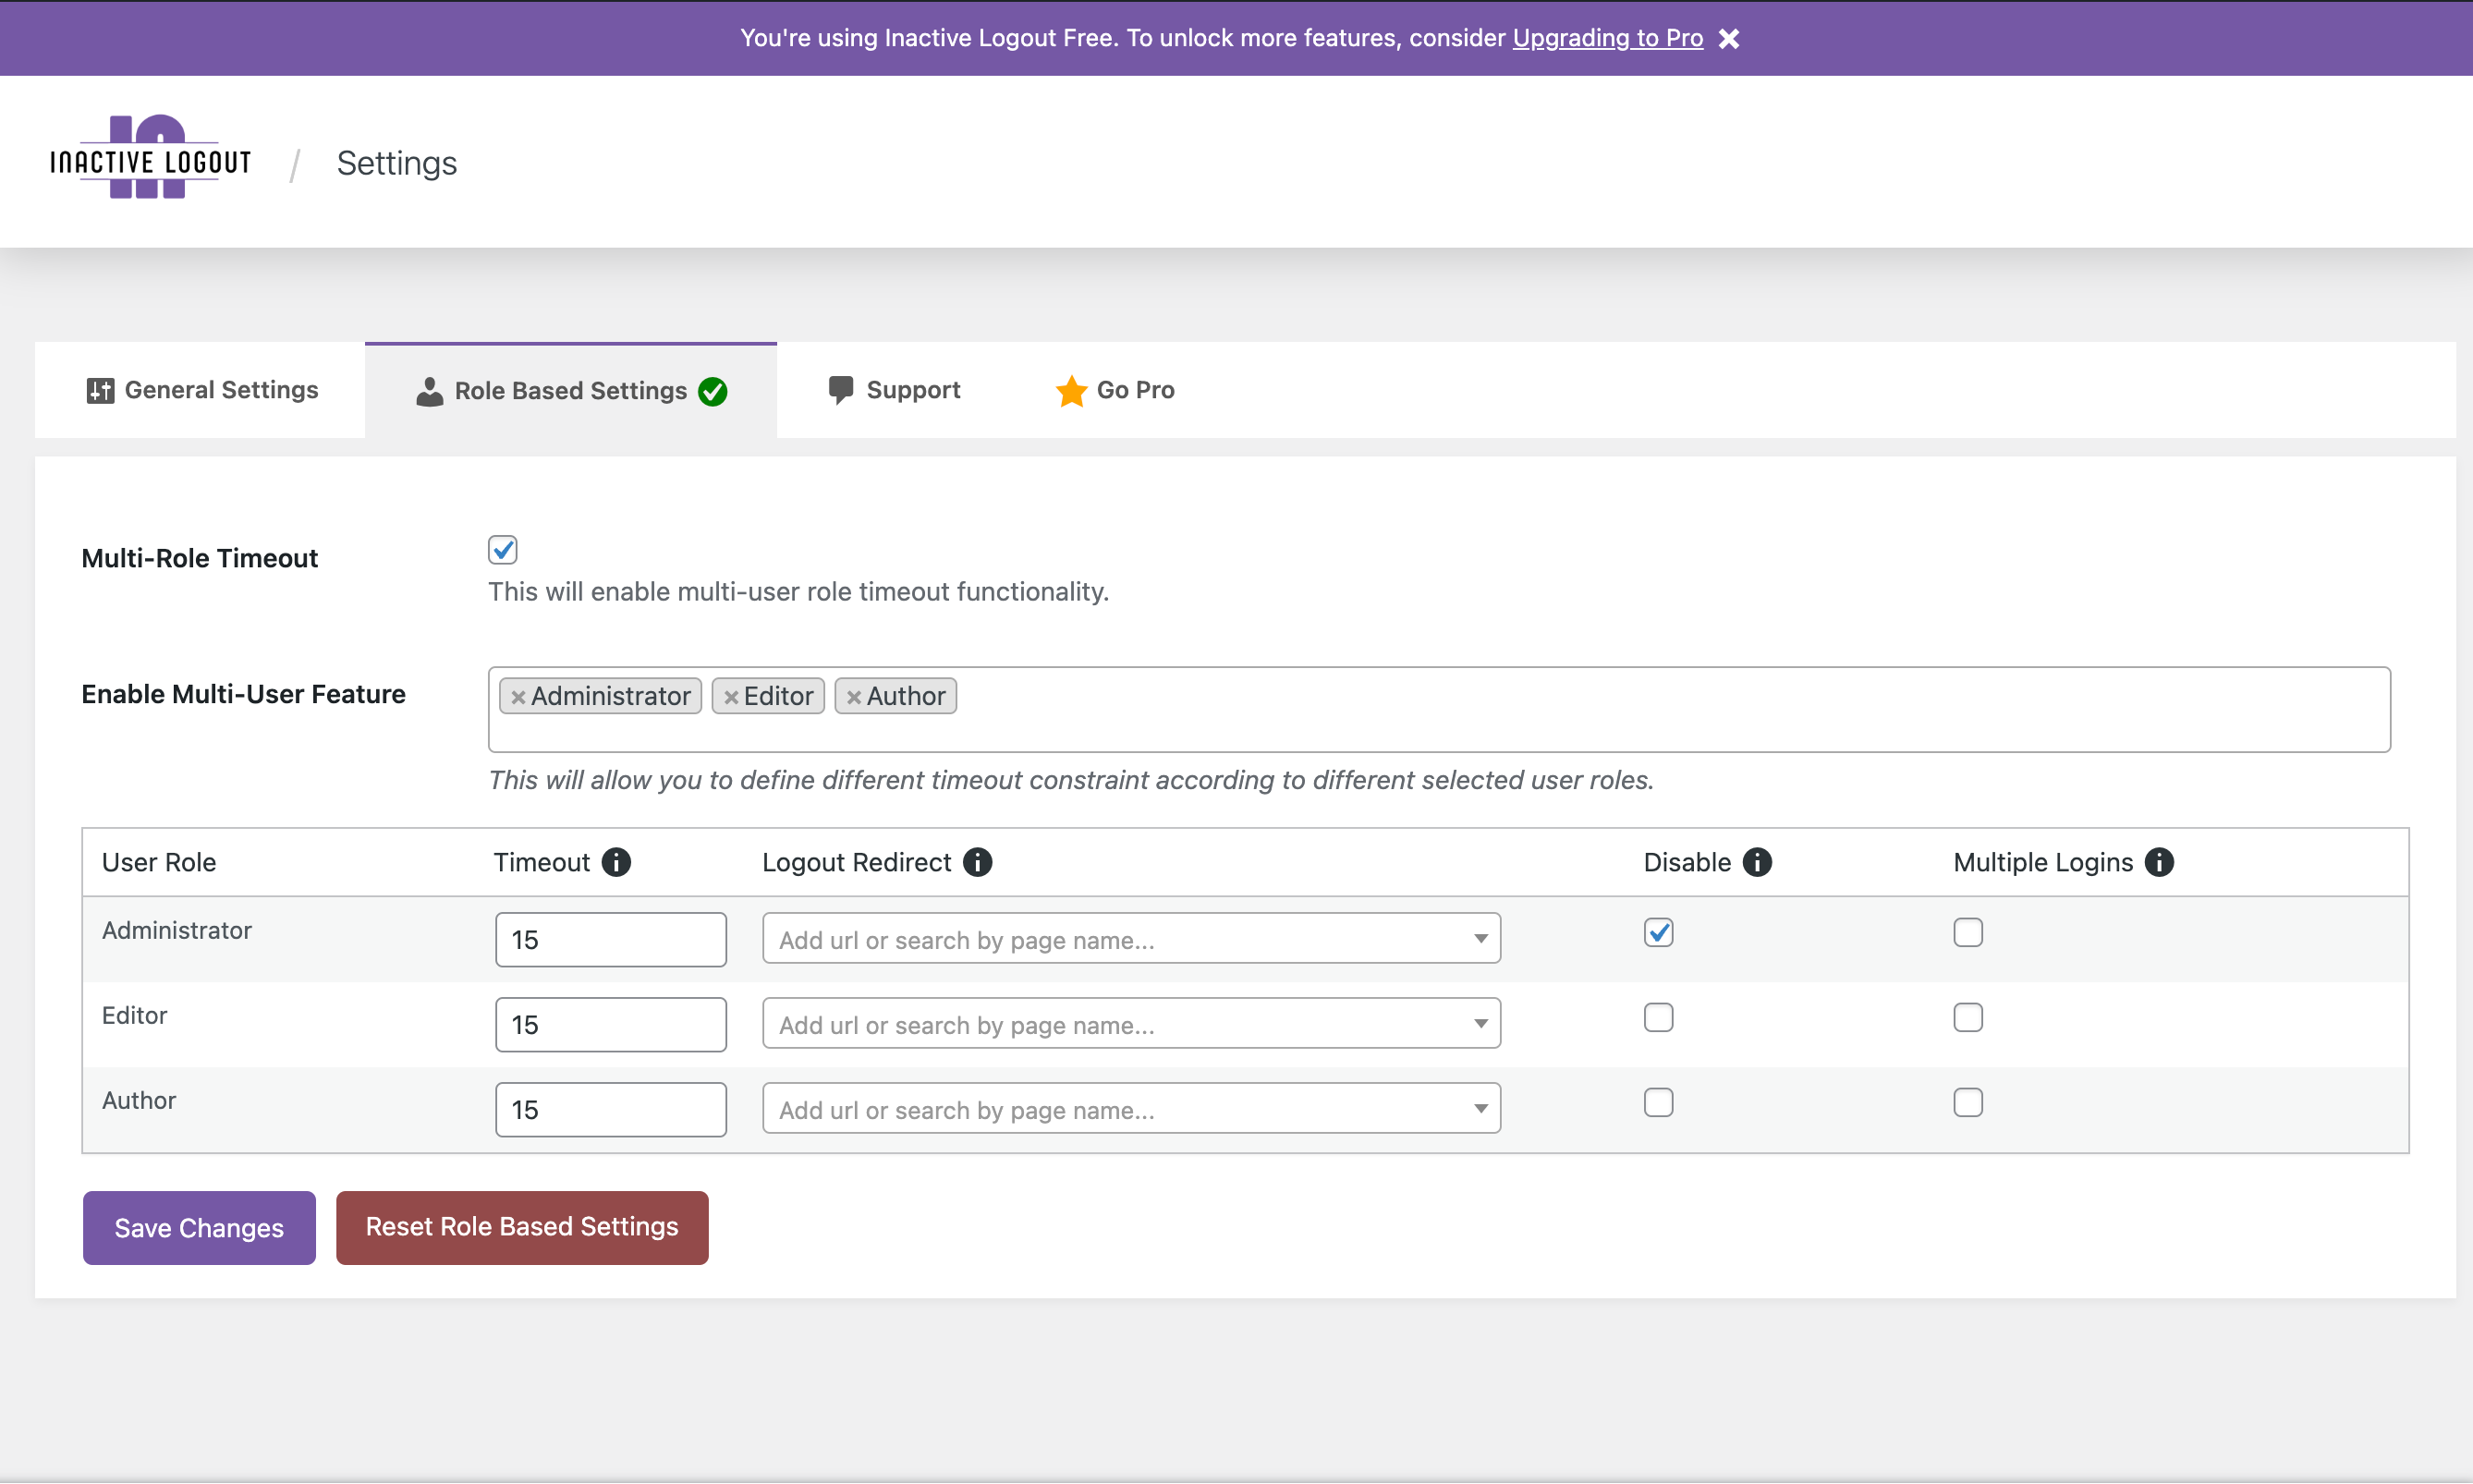 You're using Inactive Logout Free. To unlock more features, consider Upgrading to Pro
INACTIVE LOGOUT / Settings
General Settings Role Based Settings Support Go Pro
Multi-Role Timeout
This will enable multi-user role timeout functionality.
Enable Multi-User Feature
×Administrator ×Editor ×Author
This will allow you to define different timeout constraint according to different selected user roles.
User Role Timeout Logout Redirect Disable Multiple Logins
Administrator 15 Add url or search by page name...
Editor 15 Add url or search by page name...
Author 15 Add url or search by page name...
Save Changes Reset Role Based Settings